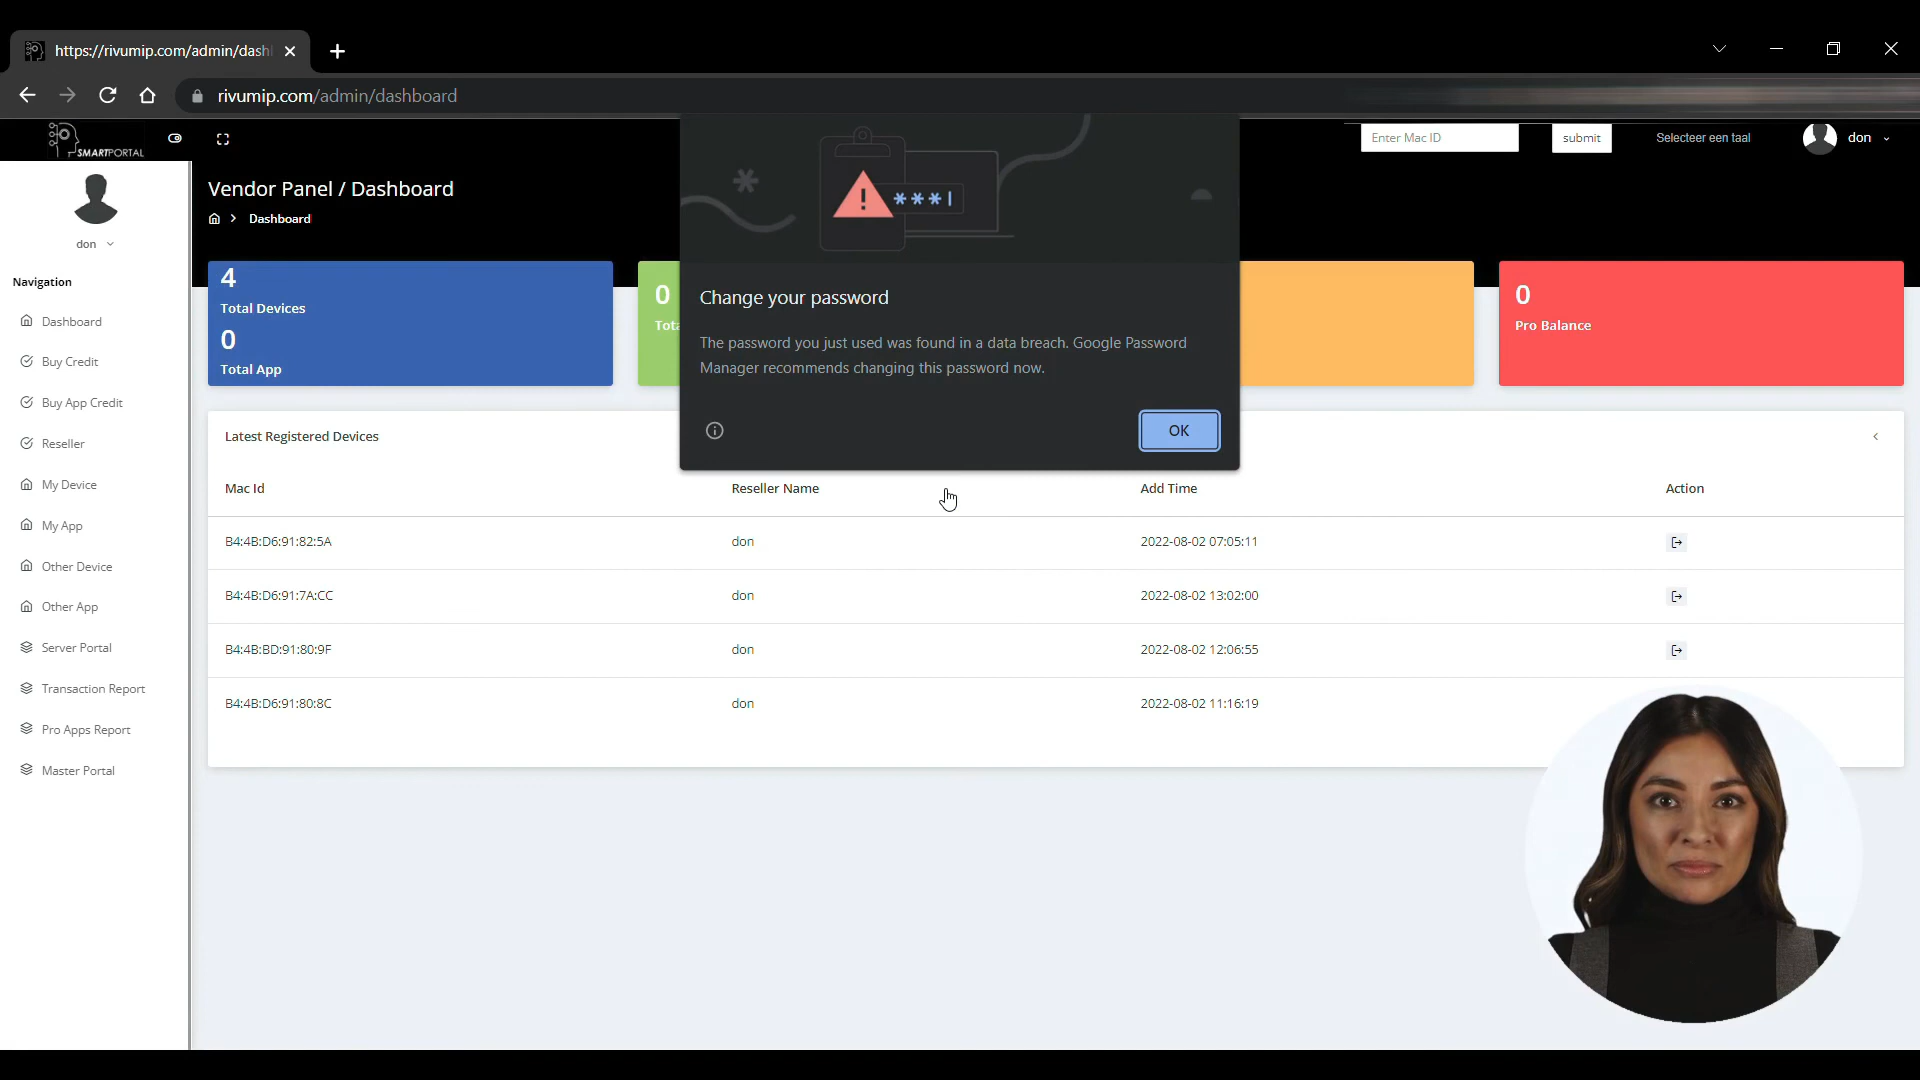 https://rivumip.com/admin/dash
rivumip.com/admin/dashboard
SMARTPORTAL
Enter Mac ID
submit
Selecteer een taal
don
Vendor Panel / Dashboard
Dashboard
don
Navigation
Dashboard
Buy Credit
Buy App Credit
Reseller
My Device
My App
Other Device
Other App
Server Portal
Transaction Report
Pro Apps Report
Master Portal
4
Total Devices
0
Total App
0
0
Pro Balance
***|
Change your password
The password you just used was found in a data breach. Google Password
Manager recommends changing this password now.
OK
Latest Registered Devices
Mac Id Reseller Name Add Time Action
B4:4B:D6:91:82:5A don 2022-08-02 07:05:11
B4:4B:D6:91:7A:CC don 2022-08-02 13:02:00
B4:4B:BD:91:80:9F don 2022-08-02 12:06:55
B4:4B:D6:91:80:8C don 2022-08-02 11:16:19